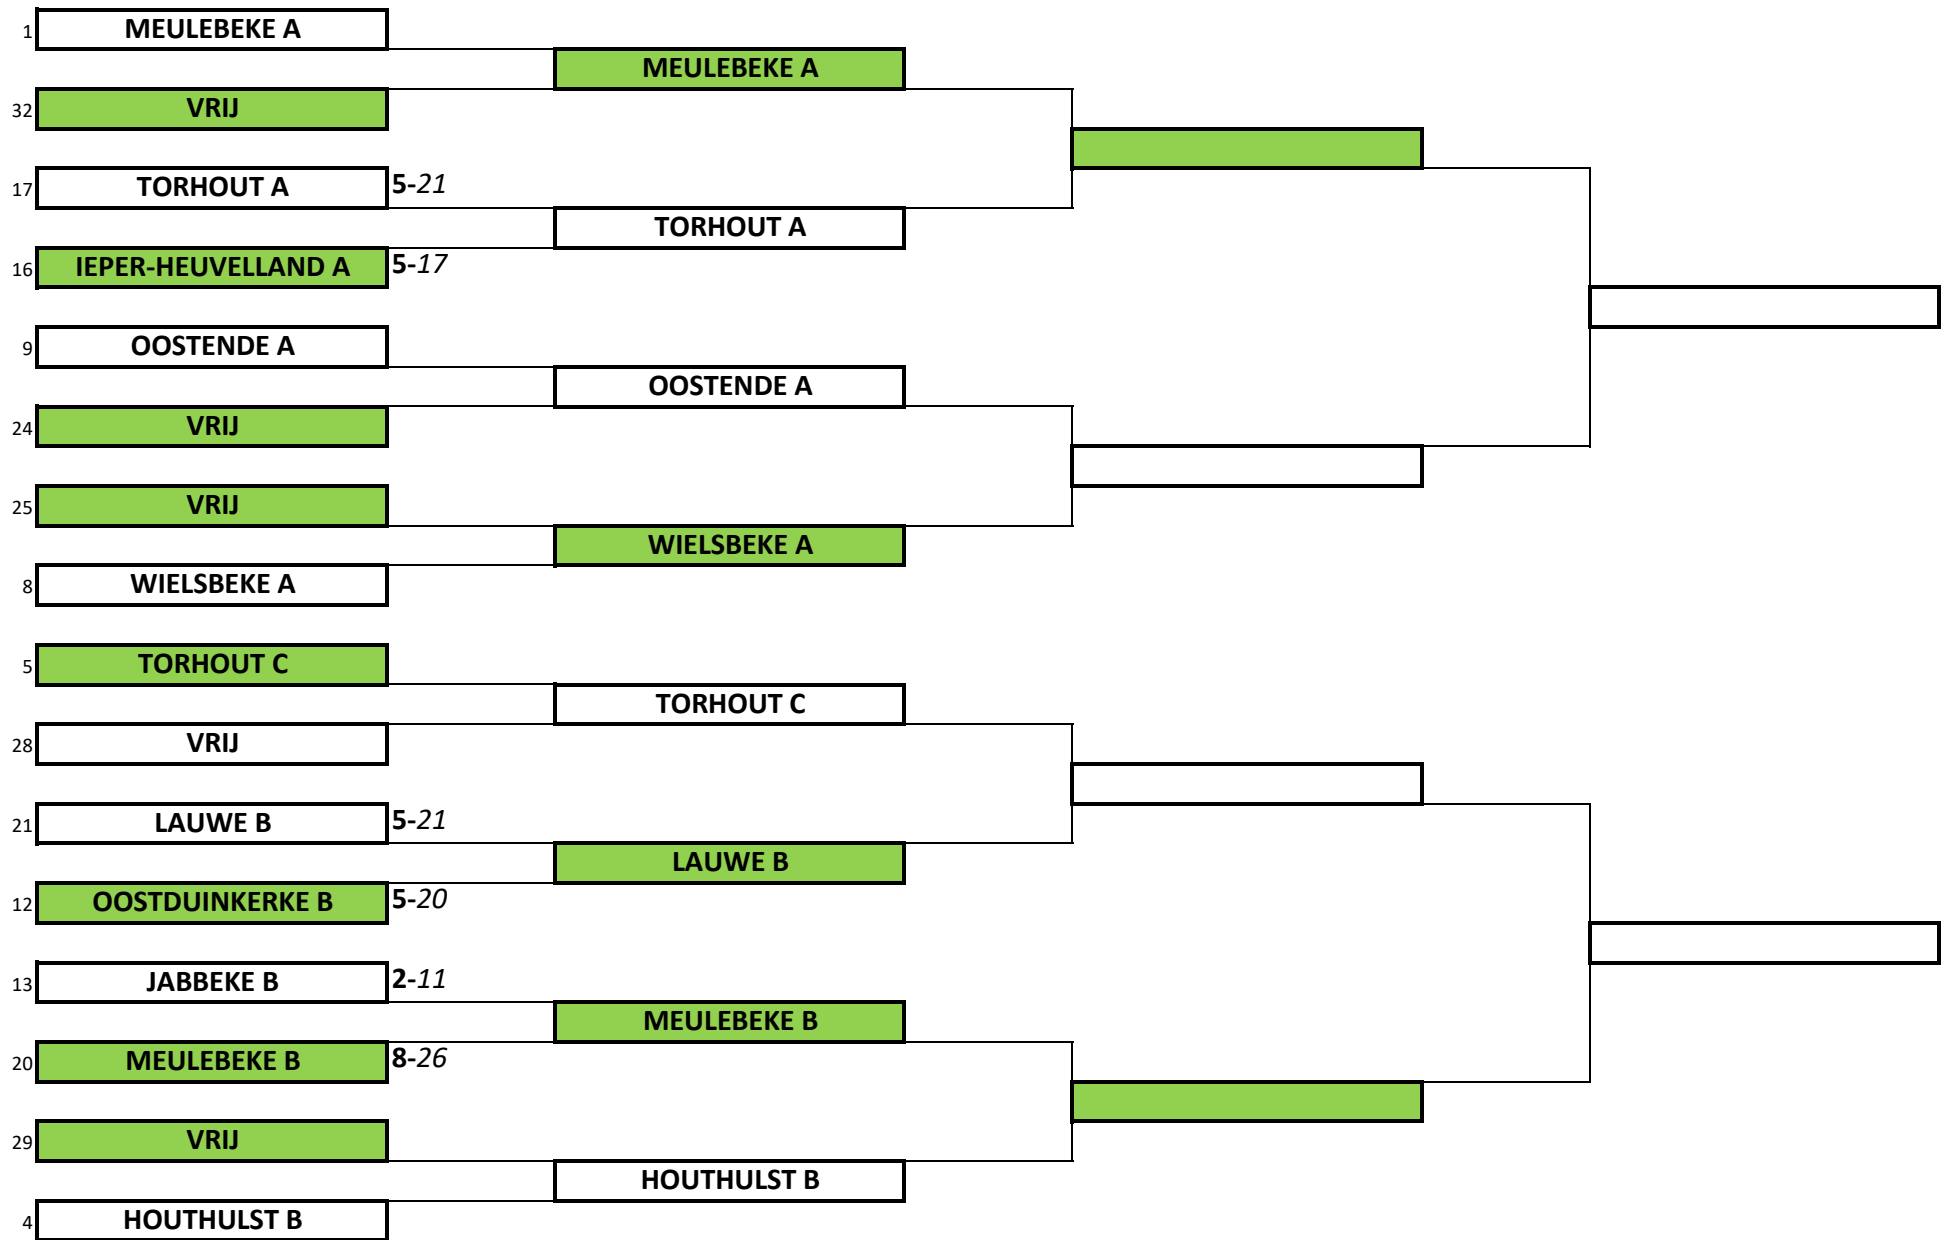 1 MEULEBEKE A
MEULEBEKE A
32 VRIJ
17 TORHOUT A 5-21
TORHOUT A
16 IEPER-HEUVELLAND A 5-17
9 OOSTENDE A
OOSTENDE A
24 VRIJ
25 VRIJ
WIELSBEKE A
8 WIELSBEKE A
5 TORHOUT C
TORHOUT C
28 VRIJ
21 LAUWE B 5-21
LAUWE B
12 OOSTDUINKERKE B 5-20
13 JABBEKE B 2-11
MEULEBEKE B
20 MEULEBEKE B 8-26
29 VRIJ
HOUTHULST B
4 HOUTHULST B